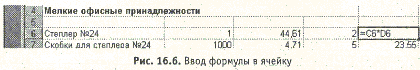 4 Мелкие офисные принадлежности
5
6 Степлер №24 1 44,61 2 =C6*D6
7 Скобки для степлера №24 1000 4.71 5 23.55
Рис. 16.6. Ввод формулы в ячейку